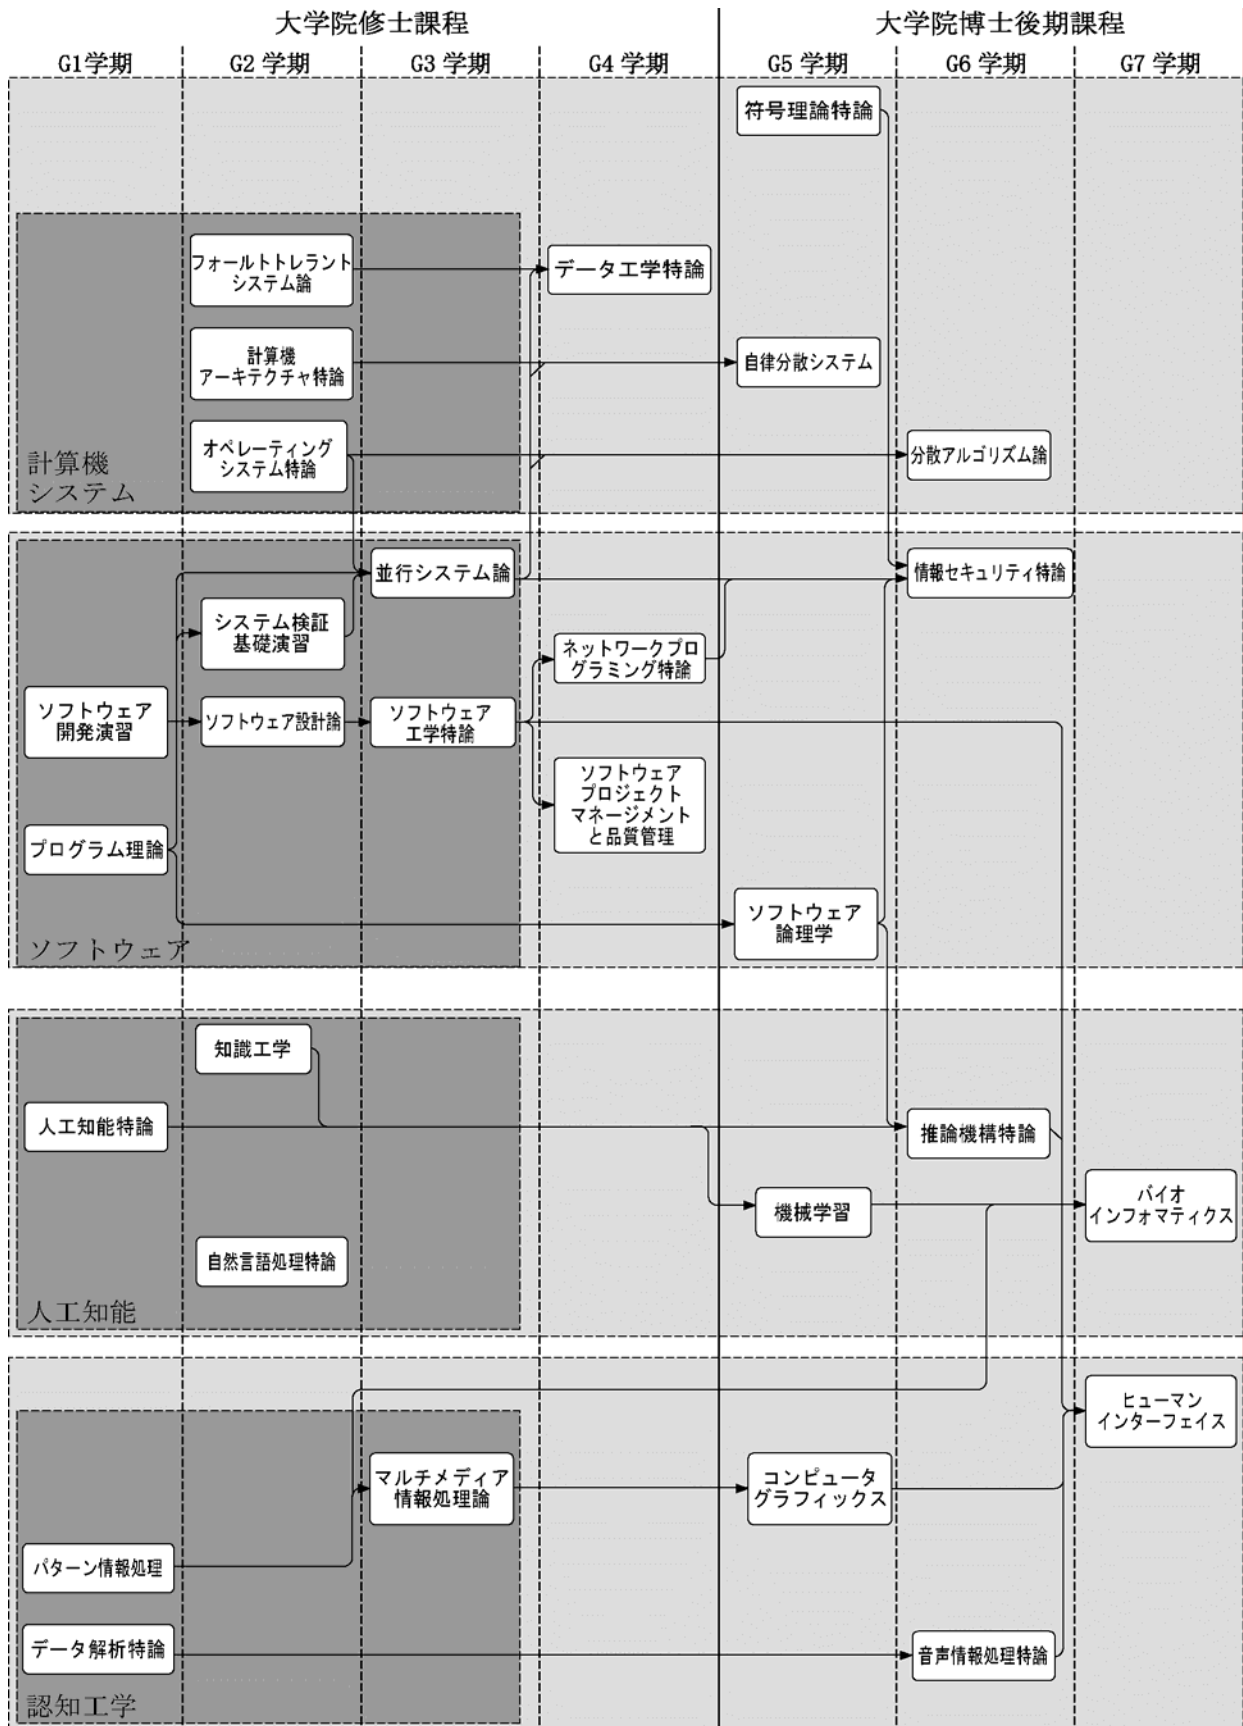 大学院修士課程
大学院博士後期課程
G1学期
G2 学期
G3 学期
G4 学期
G5 学期
G6 学期
G7 学期
符号理論特論
フォールトトレラント
システム論
データ工学特論
計算機
アーキテクチャ特論
自律分散システム
オペレーティング
システム特論
分散アルゴリズム論
計算機
システム
並行システム論
情報セキュリティ特論
システム検証
基礎演習
ネットワークプロ
グラミング特論
ソフトウェア
開発演習
ソフトウェア設計論
ソフトウェア
工学特論
ソフトウェア
プロジェクト
マネージメント
と品質管理
プログラム理論
ソフトウェア
論理学
ソフトウェア
知識工学
人工知能特論
推論機構特論
機械学習
バイオ
インフォマティクス
自然言語処理特論
人工知能
ヒューマン
インターフェイス
マルチメディア
情報処理論
コンピュータ
グラフィックス
パターン情報処理
データ解析特論
音声情報処理特論
認知工学